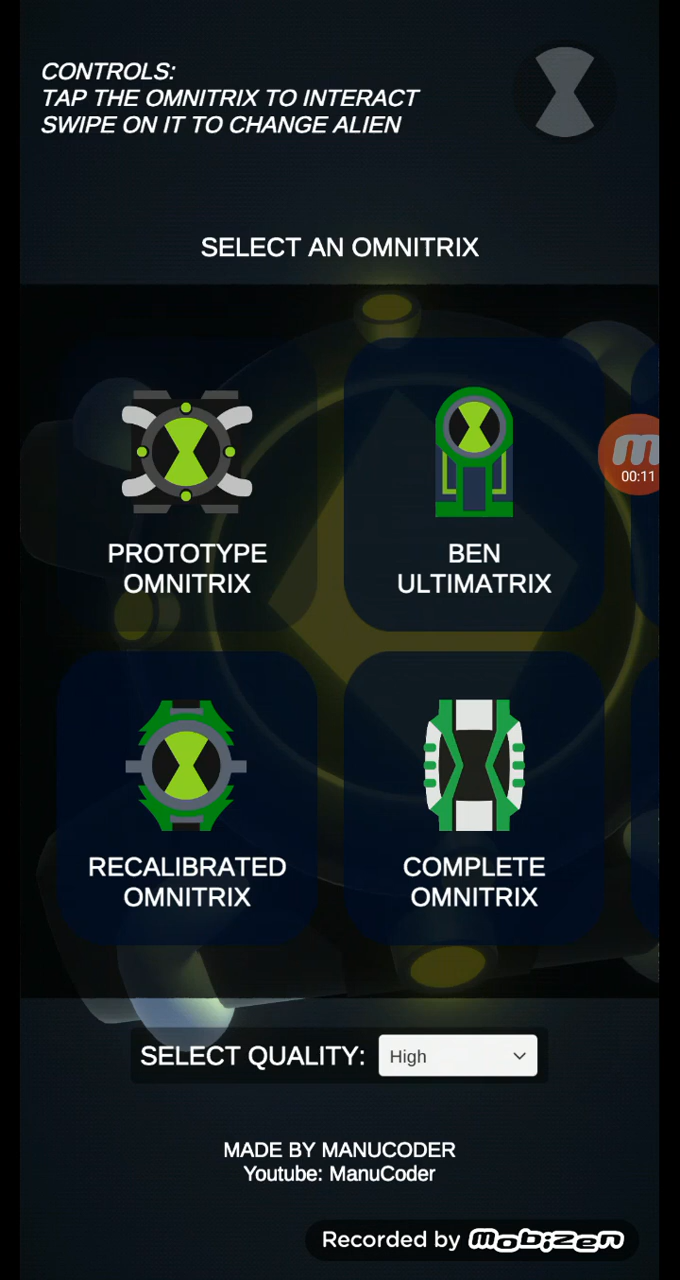 CONTROLS:
TAP THE OMNITRIX TO INTERACT
SWIPE ON IT TO CHANGE ALIEN
SELECT AN OMNITRIX
PROTOTYPE
OMNITRIX
BEN
ULTIMATRIX
00:11
RECALIBRATED
OMNITRIX
COMPLETE
OMNITRIX
SELECT QUALITY: High
MADE BY MANUCODER
Youtube: ManuCoder
Recorded by mobizen